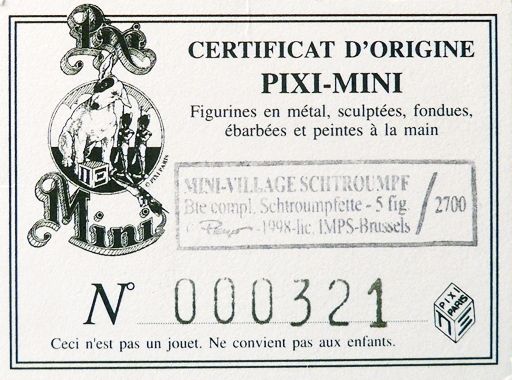 Pixi
Mini
© PIXI PARIS
CERTIFICAT D'ORIGINE
PIXI-MINI
Figurines en métal, sculptées, fondues,
ébarbées et peintes à la main
MINI-VILLAGE SCHTROUMPF
Bte compl. Schtroumpfette - 5 fig. / 2700
© Peyo -1998-lic. IMPS-Brussels
N° 000321
PIXI
PARIS
Ceci n'est pas un jouet. Ne convient pas aux enfants.